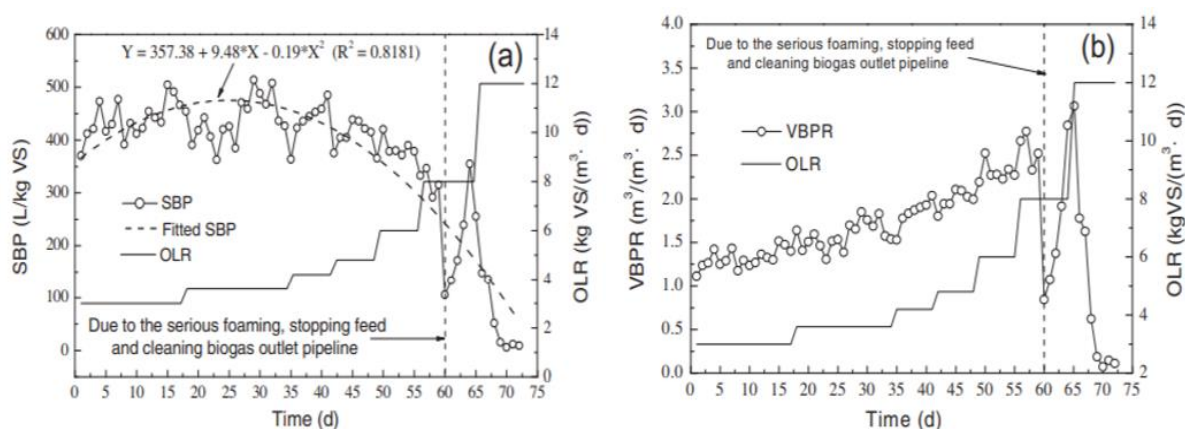 Y = 357.38 + 9.48*X - 0.19*X² (R² = 0.8181)
(a)
600
500
400
300
200
100
0
SBP (L/kg VS)
14
12
10
8
6
4
2
OLR (kg VS/(m³· d))
SBP
Fitted SBP
OLR
Due to the serious foaming, stopping feed
and cleaning biogas outlet pipeline
1 5 10 15 20 25 30 35 40 45 50 55 60 65 70 75
Time (d)
(b)
4.0
3.5
3.0
2.5
2.0
1.5
1.0
0.5
0.0
VBPR (m³/(m³· d))
14
12
10
8
6
4
2
OLR (kgVS/(m³· d))
Due to the serious foaming, stopping feed
and cleaning biogas outlet pipeline
VBPR
OLR
1 5 10 15 20 25 30 35 40 45 50 55 60 65 70 75
Time (d)